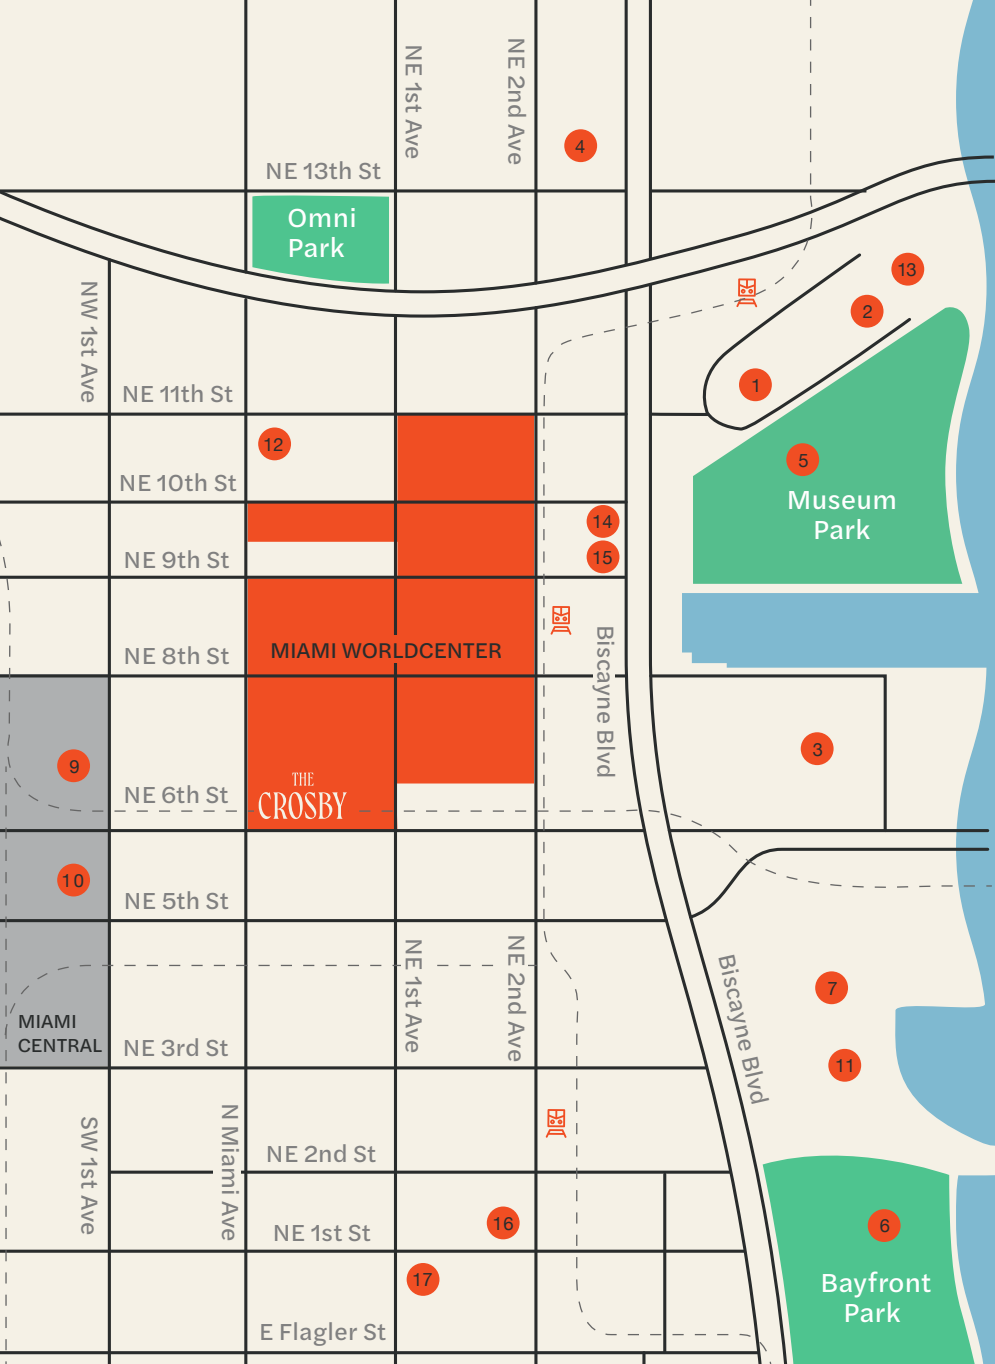 NE 1st Ave
NE 2nd Ave
4
NE 13th St
Omni
Park
13
2
NW 1st Ave
1
NE 11th St
12
5
NE 10th St
Museum
Park
14
NE 9th St
15
Biscayne Blvd
NE 8th St
MIAMI WORLDCENTER
3
9
NE 6th St
THE
CROSBY
10
NE 5th St
NE 1st Ave
NE 2nd Ave
Biscayne Blvd
7
MIAMI
CENTRAL
NE 3rd St
11
SW 1st Ave
N Miami Ave
NE 2nd St
16
6
NE 1st St
17
Bayfront
Park
E Flagler St